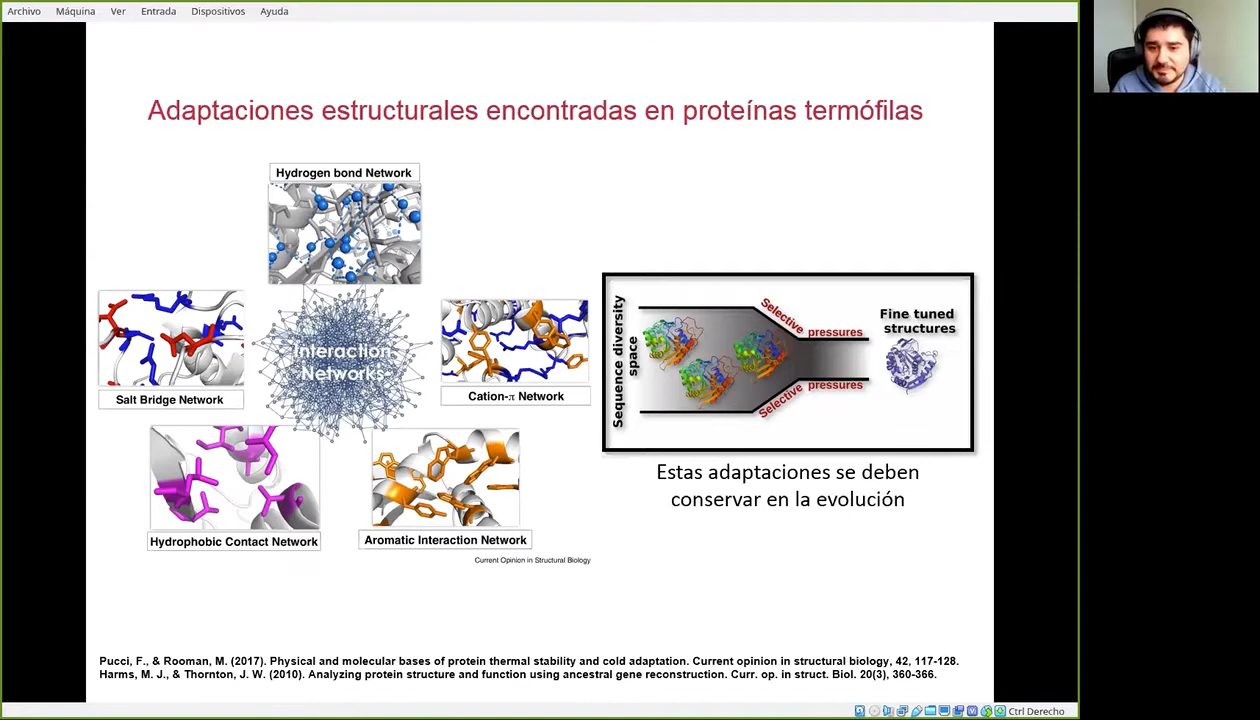 Archivo Máquina Ver Entrada Dispositivos Ayuda
Adaptaciones estructurales encontradas en proteínas termófilas
Hydrogen bond Network
Interaction
Networks
Salt Bridge Network
Cation-π Network
Hydrophobic Contact Network
Aromatic Interaction Network
Current Opinion in Structural Biology
Sequence diversity
space
Selective
pressures
Selective
pressures
Fine tuned
structures
Estas adaptaciones se deben
conservar en la evolución
Pucci, F., & Rooman, M. (2017). Physical and molecular bases of protein thermal stability and cold adaptation. Current opinion in structural biology, 42, 117-128.
Harms, M. J., & Thornton, J. W. (2010). Analyzing protein structure and function using ancestral gene reconstruction. Curr. op. in struct. Biol. 20(3), 360-366.
Ctrl Derecho